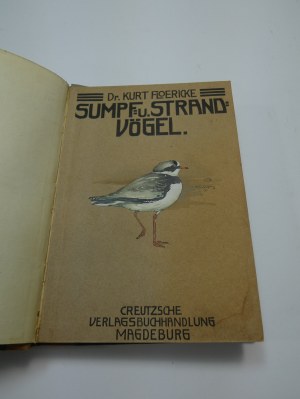 Dr. KURT FLOERICKE
SUMPF= U. STRAND=
VÖGEL.
CREUTZSCHE
VERLAGSBUCHHANDLUNG
MAGDEBURG